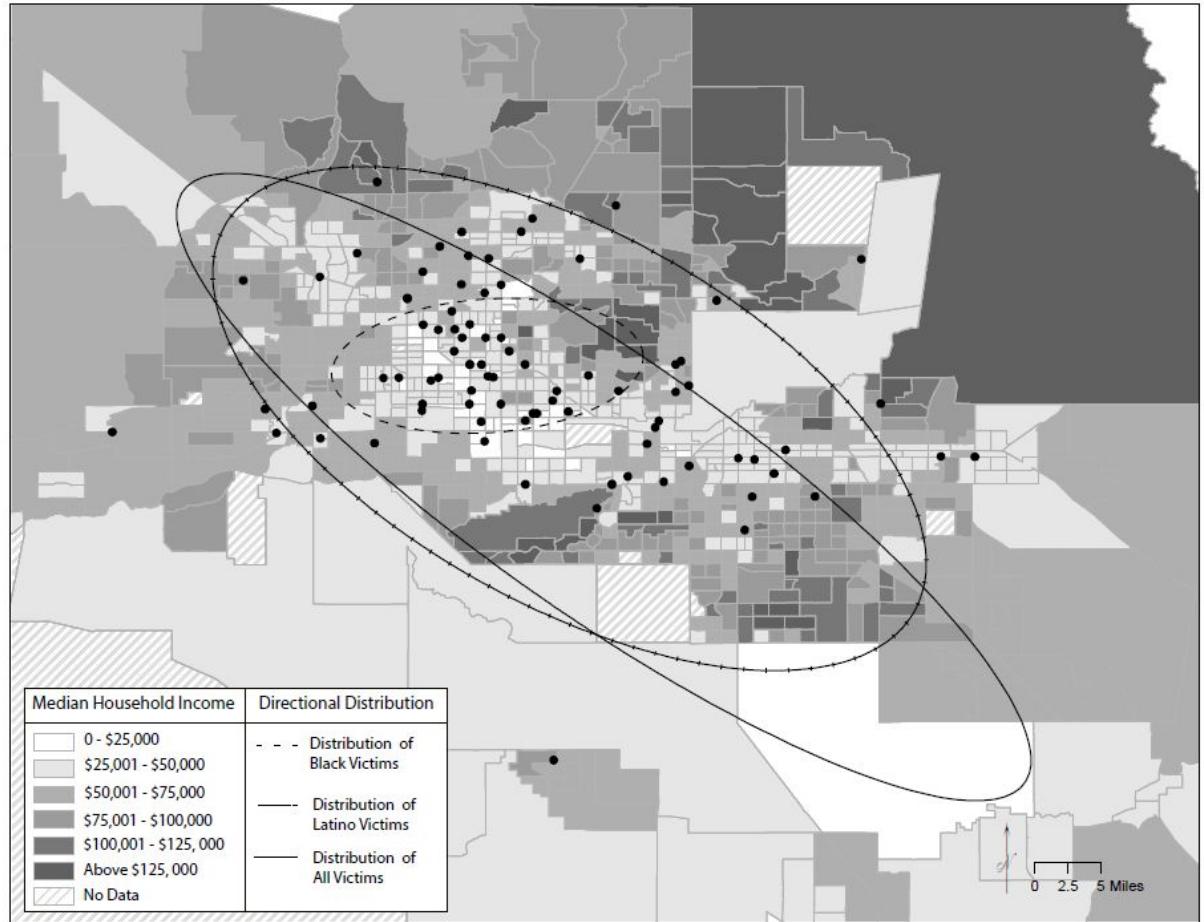 Median Household Income
0 - $25,000
$25,001 - $50,000
$50,001 - $75,000
$75,001 - $100,000
$100,001 - $125, 000
Above $125, 000
No Data
Directional Distribution
Distribution of
Black Victims
Distribution of
Latino Victims
Distribution of
All Victims
N
0 2.5 5 Miles